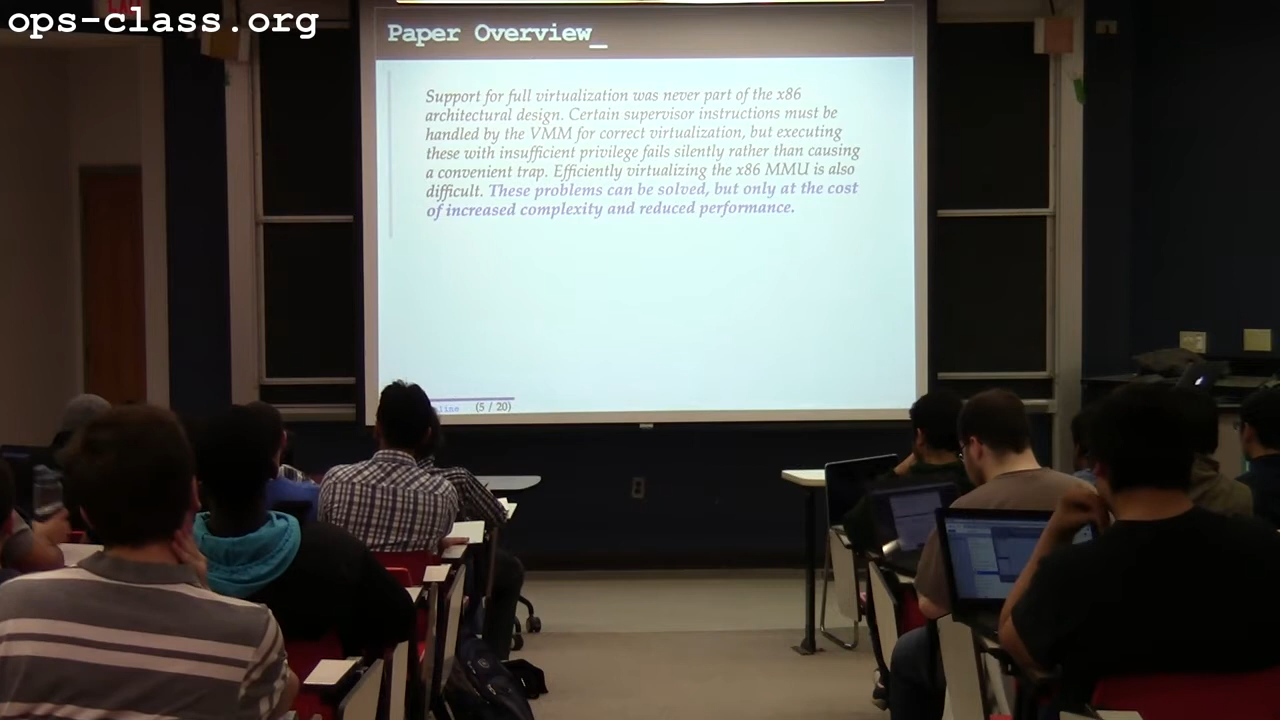 ops-class.org
Paper Overview_
Support for full virtualization was never part of the x86
architectural design. Certain supervisor instructions must be
handled by the VMM for correct virtualization, but executing
these with insufficient privilege fails silently rather than causing
a convenient trap. Efficiently virtualizing the x86 MMU is also
difficult. These problems can be solved, but only at the cost
of increased complexity and reduced performance.
(5 / 20)